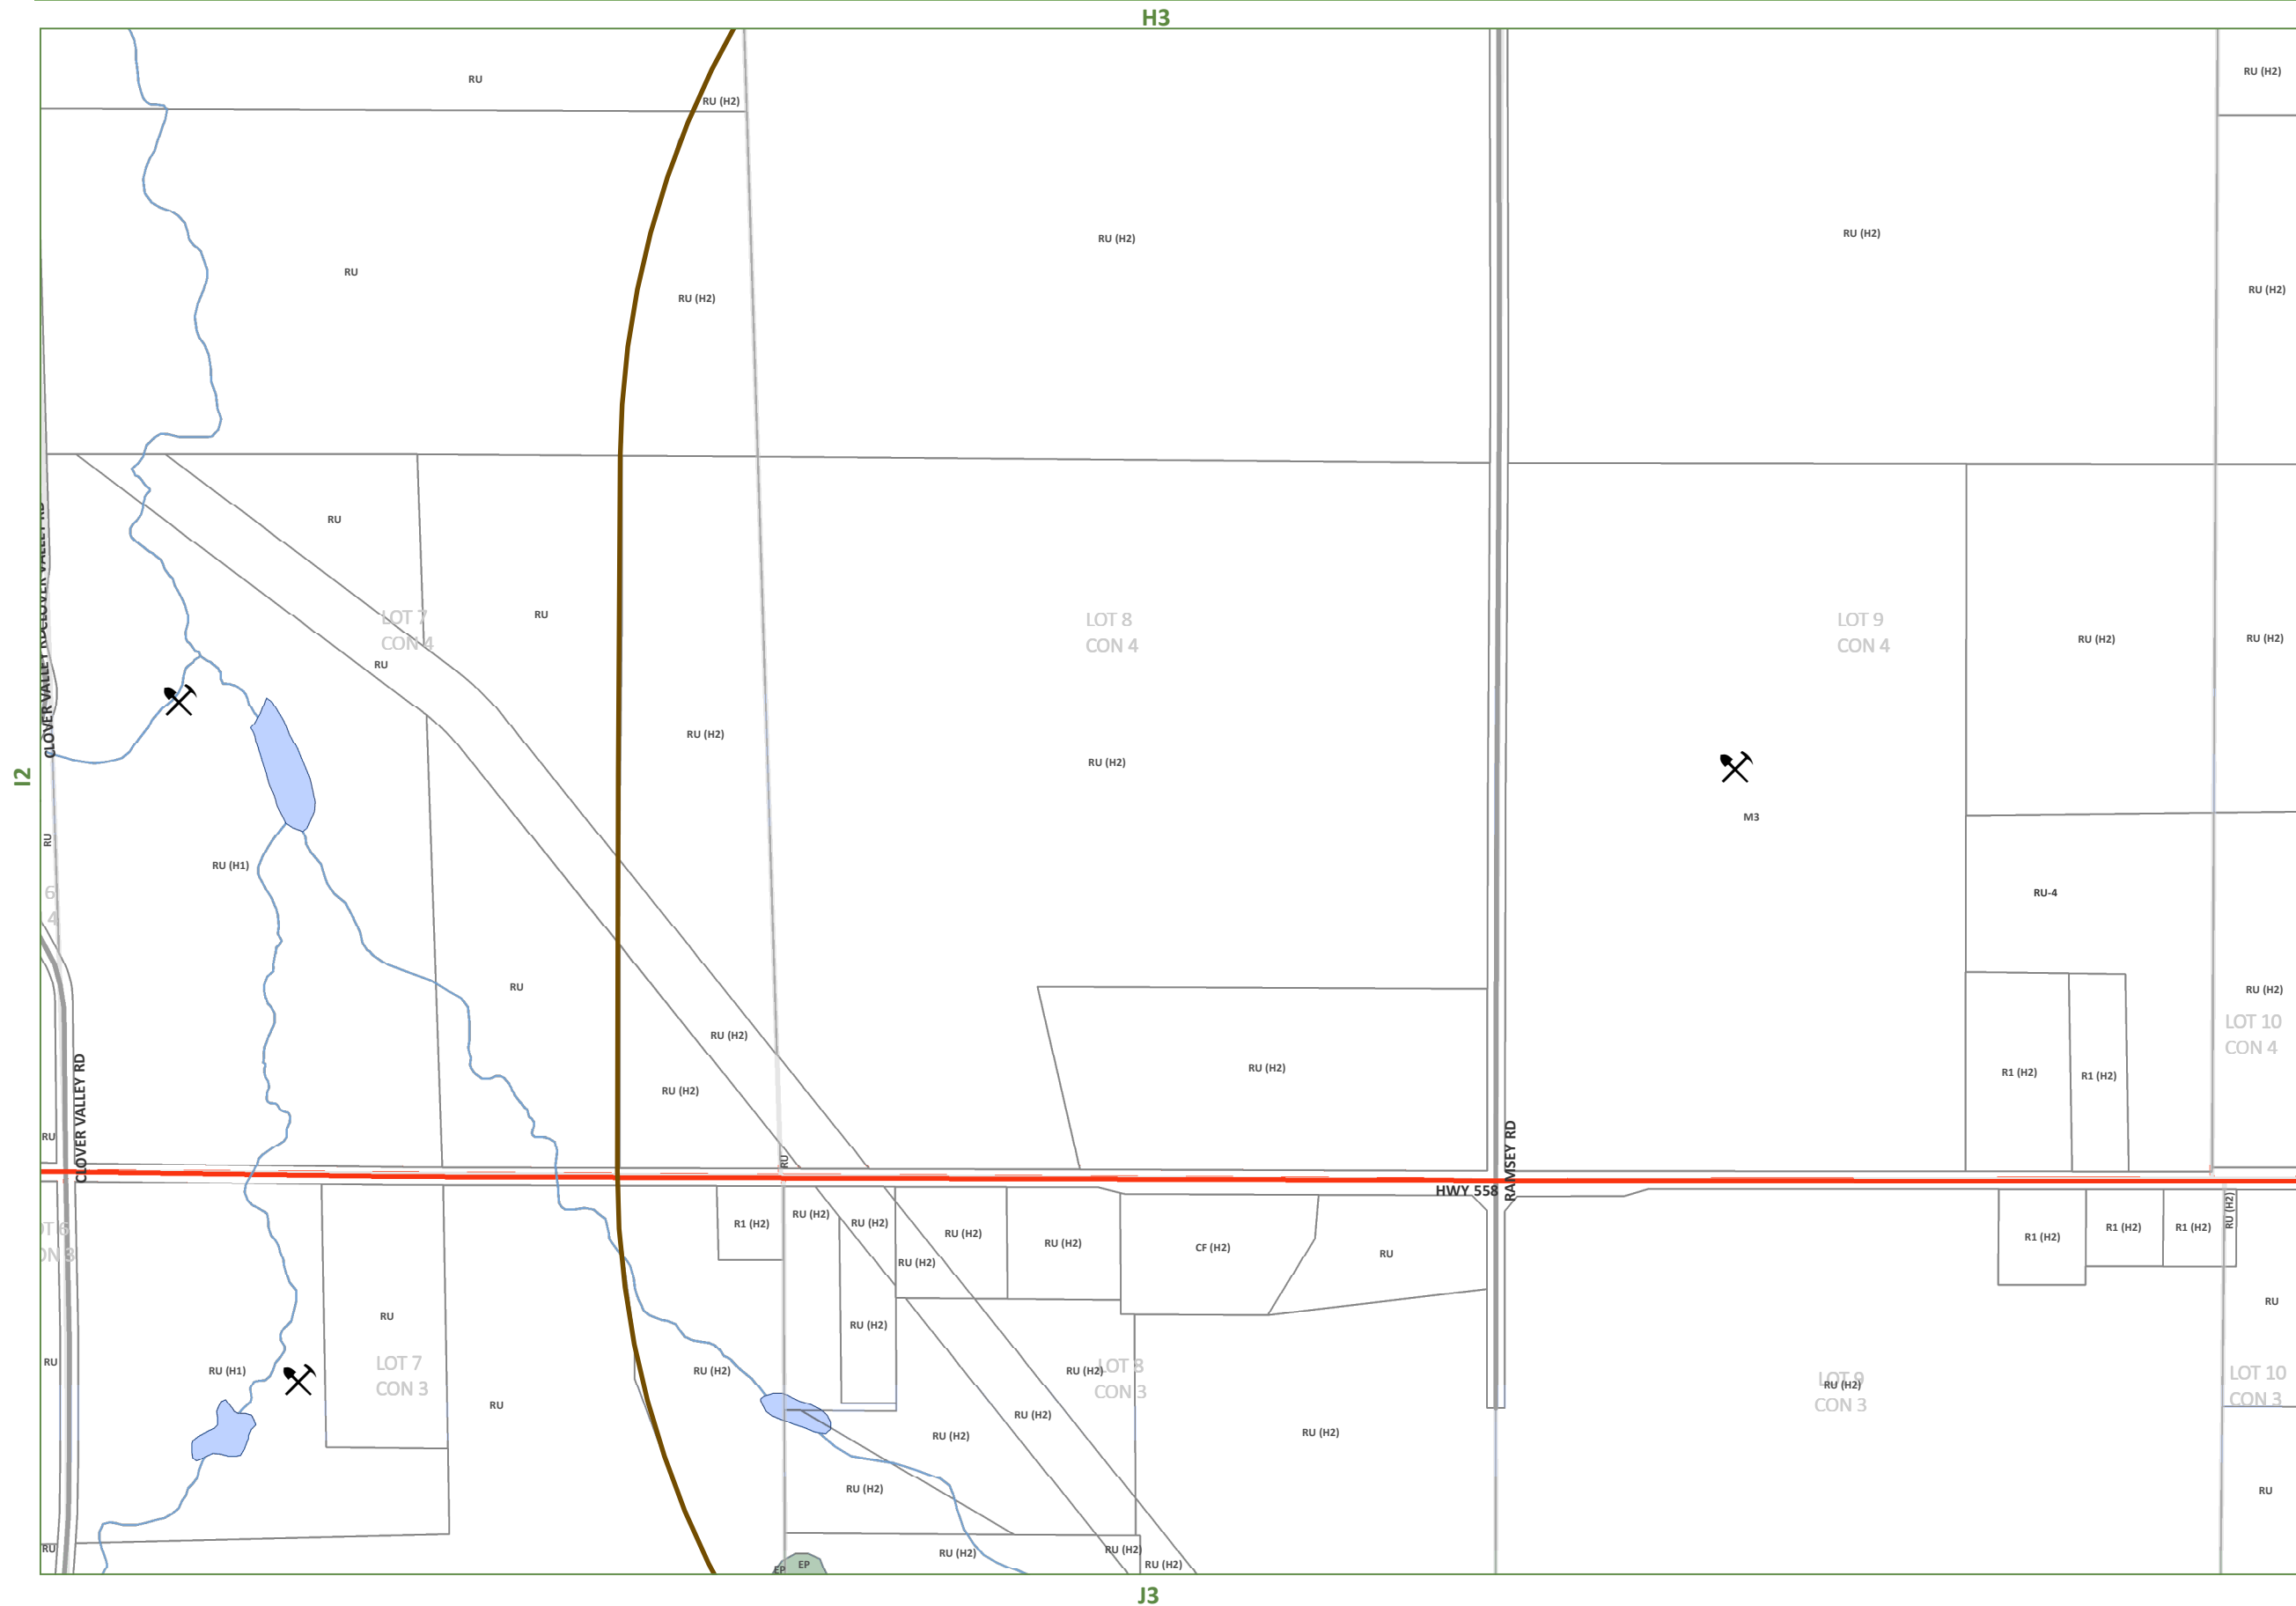 H3
RU
RU (H2)
RU (H2)
RU (H2)
RU (H2)
RU
RU (H2)
RU (H2)
RU
LOT 7
CON 4
RU
RU
LOT 8
CON 4
LOT 9
CON 4
RU (H2)
RU (H2)
CLOVER VALLEY RD
CLOVER VALLEY RD
RU (H2)
RU (H2)
I2
M3
RU
RU (H1)
6
4
RU-4
RU
RU (H2)
LOT 10
CON 4
RU (H2)
RU (H2)
RU (H2)
R1 (H2)
R1 (H2)
CLOVER VALLEY RD
RU
RU
RAMSEY RD
HWY 558
R1 (H2)
RU (H2)
RU (H2)
RU (H2)
RU (H2)
RU (H2)
CF (H2)
RU
R1 (H2)
R1 (H2)
R1 (H2)
RU (H2)
RU
RU
RU (H2)
RU
RU (H1)
LOT 7
CON 3
RU (H2)
RU (H2)
LOT 8
CON 3
LOT 9
RU (H2)
CON 3
LOT 10
CON 3
RU
RU (H2)
RU (H2)
RU (H2)
RU (H2)
RU
RU
RU (H2)
RU (H2)
RU (H2)
EP
EP
J3